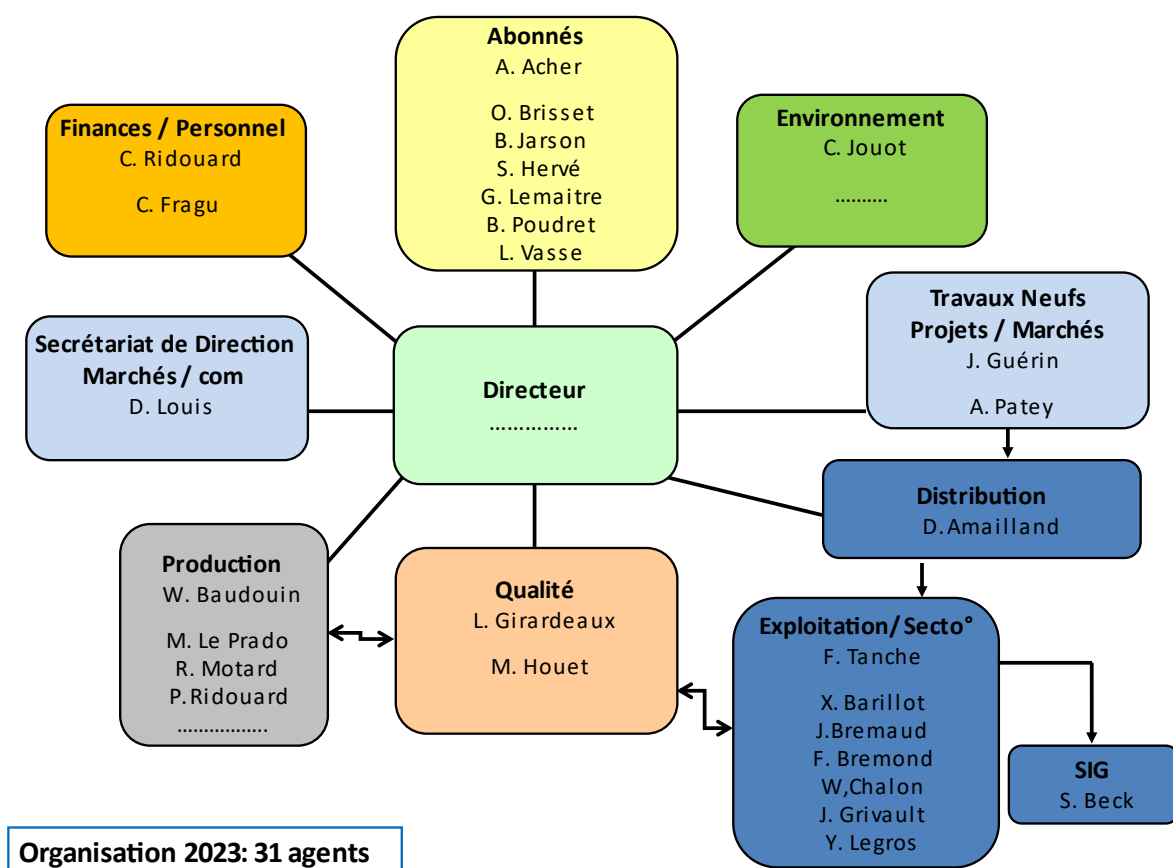 Abonnés
A. Acher
O. Brisset
B. Jarson
S. Hervé
G. Lemaitre
B. Poudret
L. Vasse
Finances / Personnel
C. Ridouard
C. Fragu
Environnement
C. Jouot
..........
Secrétariat de Direction
Marchés / com
D. Louis
Directeur
...............
Travaux Neufs
Projets / Marchés
J. Guérin
A. Patey
Distribution
D. Amailland
Production
W. Baudouin
M. Le Prado
R. Motard
P. Ridouard
.................
Qualité
L. Girardeaux
M. Houet
Exploitation/ Secto°
F. Tanche
X. Barillot
J.Bremaud
F. Bremond
W,Chalon
J. Grivault
Y. Legros
SIG
S. Beck
Organisation 2023: 31 agents